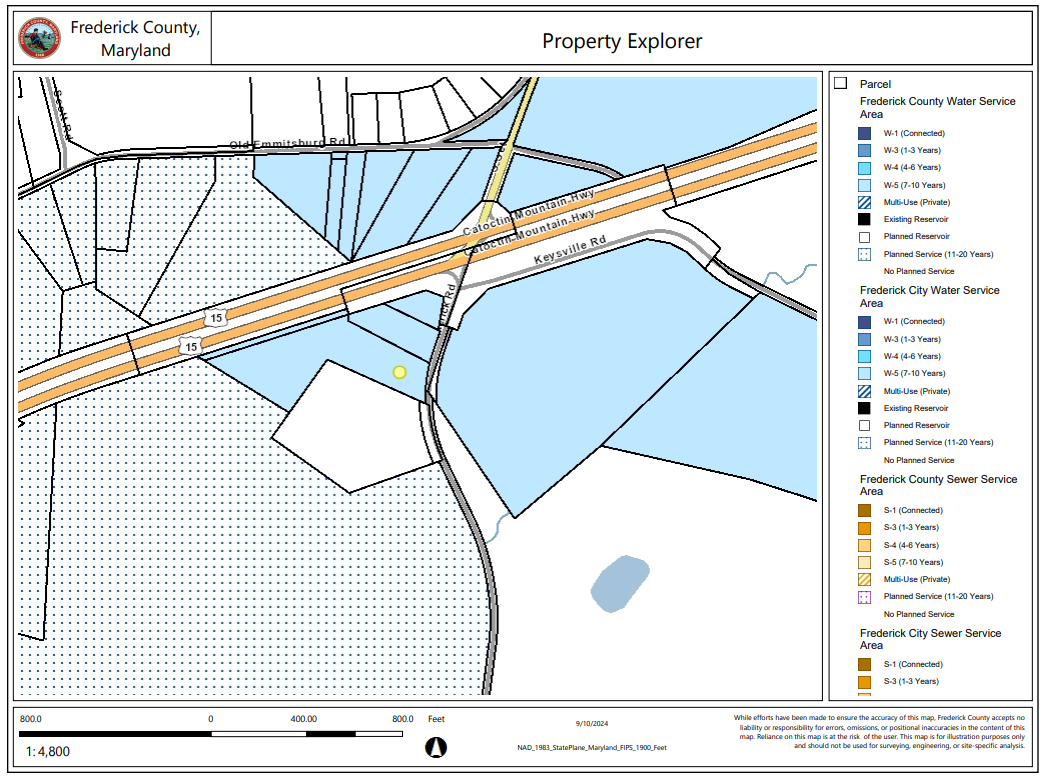 Frederick County,
Maryland
Property Explorer
Scott Rd
Old Emmitsburg Rd
Catoctin Mountain Hwy
Catoctin Mountain Hwy
Keysville Rd
15
15
Parcel
Frederick County Water Service
Area
W-1 (Connected)
W-3 (1-3 Years)
W-4 (4-6 Years)
W-5 (7-10 Years)
Multi-Use (Private)
Existing Reservoir
Planned Reservoir
Planned Service (11-20 Years)
No Planned Service
Frederick City Water Service
Area
W-1 (Connected)
W-3 (1-3 Years)
W-4 (4-6 Years)
W-5 (7-10 Years)
Multi-Use (Private)
Existing Reservoir
Planned Reservoir
Planned Service (11-20 Years)
No Planned Service
Frederick County Sewer Service
Area
S-1 (Connected)
S-3 (1-3 Years)
S-4 (4-6 Years)
S-5 (7-10 Years)
Multi-Use (Private)
Planned Service (11-20 Years)
No Planned Service
Frederick City Sewer Service
Area
S-1 (Connected)
S-3 (1-3 Years)
800.0 0 400.00 800.0 Feet
1:4,800
9/10/2024
NAD_1983_StatePlane_Maryland_FIPS_1900_Feet
While efforts have been made to ensure the accuracy of this map, Frederick County accepts no
liability or responsibility for errors, omissions, or positional inaccuracies in the content of this
map. Reliance on this map is at the risk of the user. This map is for illustration purposes only
and should not be used for surveying, engineering, or site-specific analysis.